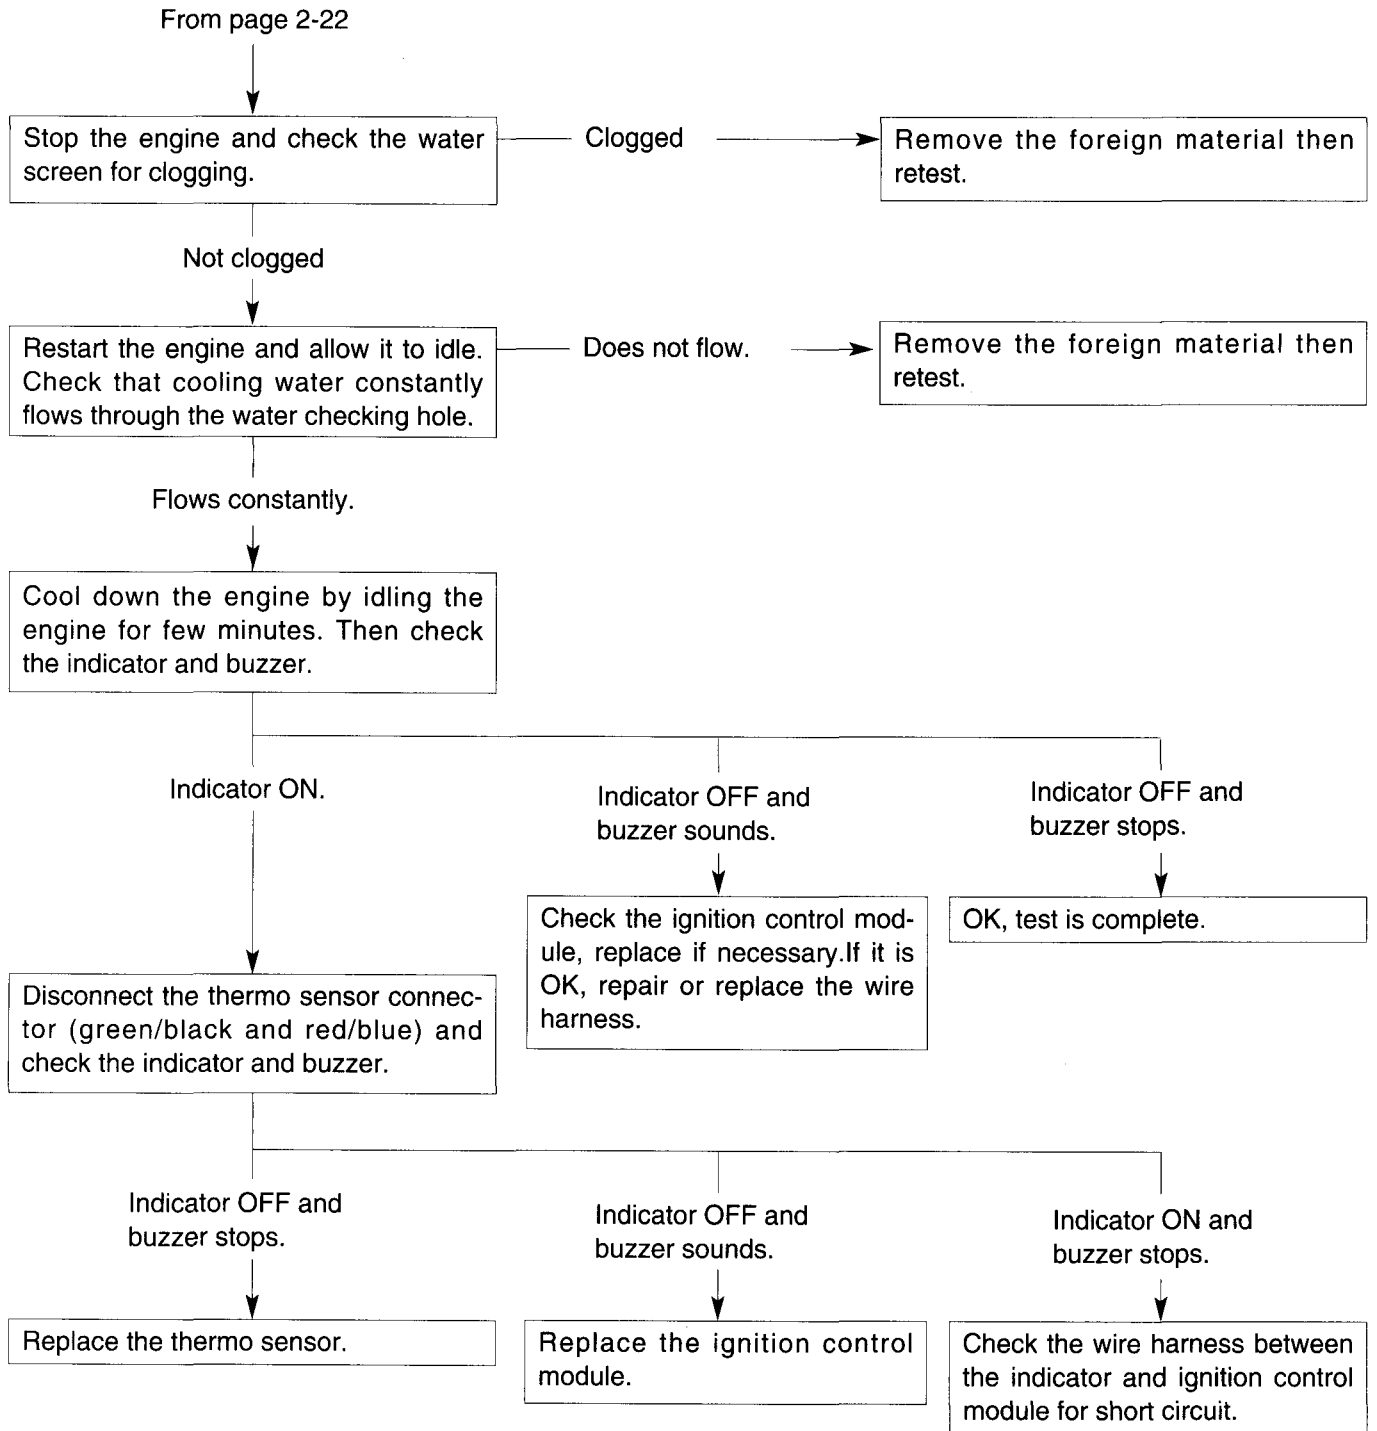 From page 2-22
Stop the engine and check the water
screen for clogging.
Clogged
Remove the foreign material then
retest.
Not clogged
Restart the engine and allow it to idle.
Check that cooling water constantly
flows through the water checking hole.
Does not flow.
Remove the foreign material then
retest.
Flows constantly.
Cool down the engine by idling the
engine for few minutes. Then check
the indicator and buzzer.
Indicator ON.
Indicator OFF and
buzzer sounds.
Indicator OFF and
buzzer stops.
Check the ignition control mod-
ule, replace if necessary.If it is
OK, repair or replace the wire
harness.
OK, test is complete.
Disconnect the thermo sensor connec-
tor (green/black and red/blue) and
check the indicator and buzzer.
Indicator OFF and
buzzer stops.
Indicator OFF and
buzzer sounds.
Indicator ON and
buzzer stops.
Replace the thermo sensor.
Replace the ignition control
module.
Check the wire harness between
the indicator and ignition control
module for short circuit.